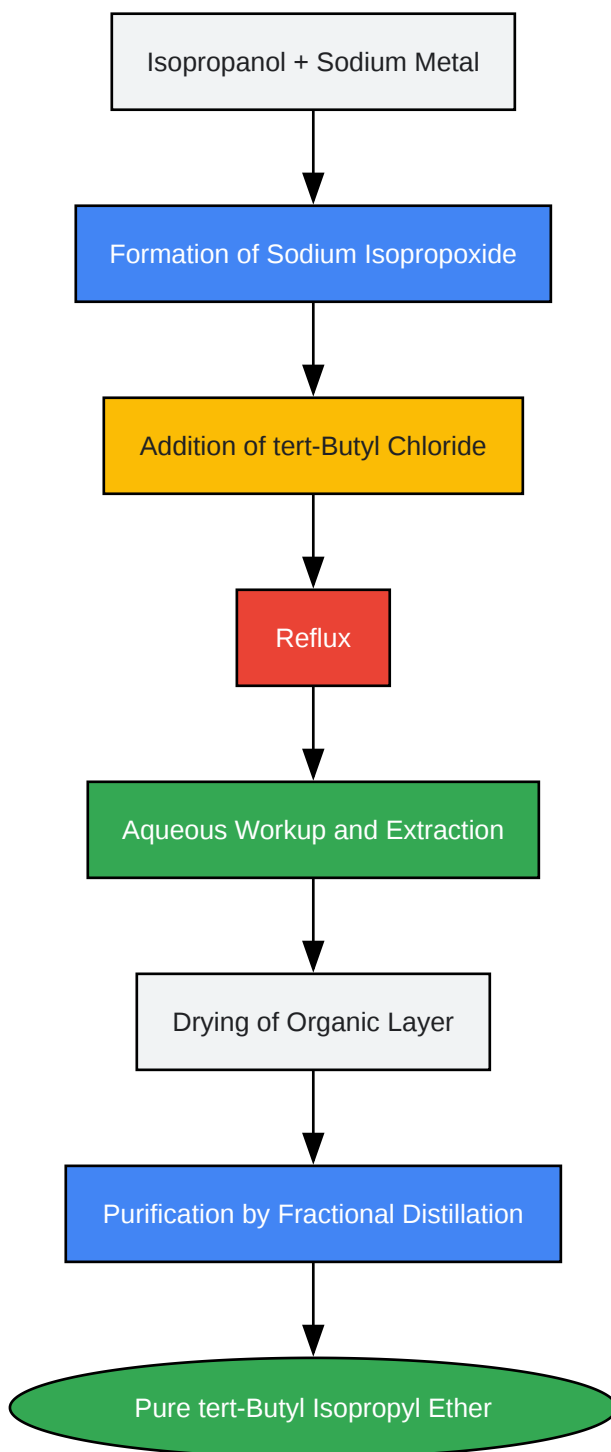 Isopropanol + Sodium Metal
Formation of Sodium Isopropoxide
Addition of tert-Butyl Chloride
Reflux
Aqueous Workup and Extraction
Drying of Organic Layer
Purification by Fractional Distillation
Pure tert-Butyl Isopropyl Ether